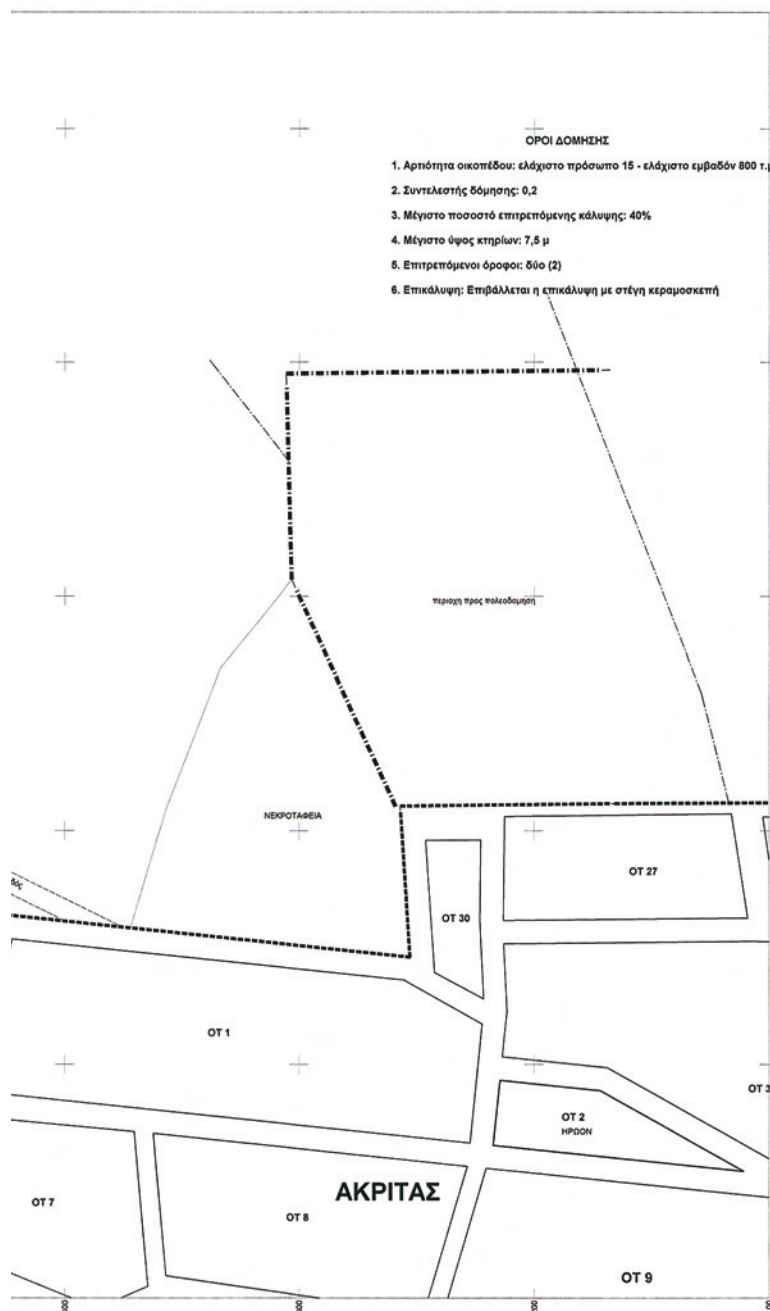 ΟΡΟΙ ΔΟΜΗΣΗΣ
1. Αρτιότητα οικοπέδου: ελάχιστο πρόσωπο 15 - ελάχιστο εμβαδόν 800 τ.μ
2. Συντελεστής δόμησης: 0,2
3. Μέγιστο ποσοστό επιτρεπόμενης κάλυψης: 40%
4. Μέγιστο ύψος κτηρίων: 7,5 μ
5. Επιτρεπόμενοι όροφοι: δύο (2)
6. Επικάλυψη: Επιβάλλεται η επικάλυψη με στέγη κεραμοσκεπή
περιοχη προς πολεοδομηση
ΝΕΚΡΟΤΑΦΕΙΑ
ΟΤ 27
ΟΤ 30
ΟΤ 1
ΟΤ 3
ΟΤ 2
ΗΡΩΟΝ
ΑΚΡΙΤΑΣ
ΟΤ 7
ΟΤ 8
ΟΤ 9